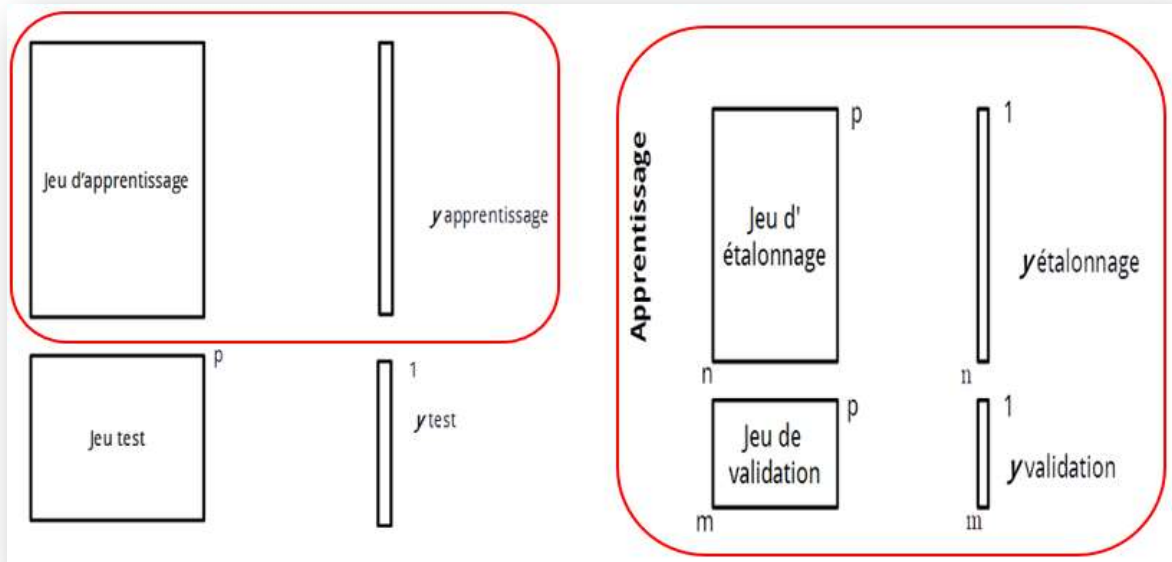 Jeu d'apprentissage
y apprentissage
p
Jeu test
1
y test
Apprentissage
p
Jeu d'
étalonnage
n
1
y étalonnage
n
p
Jeu de
validation
m
1
y validation
m